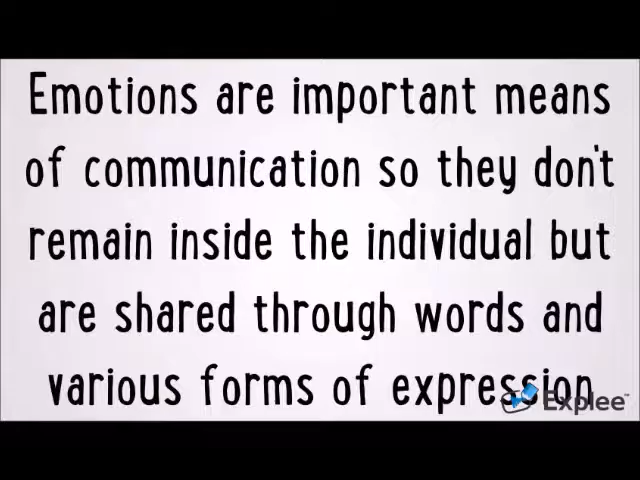 Emotions are important means
of communication so they don't
remain inside the individual but
are shared through words and
various forms of expression
Explee™